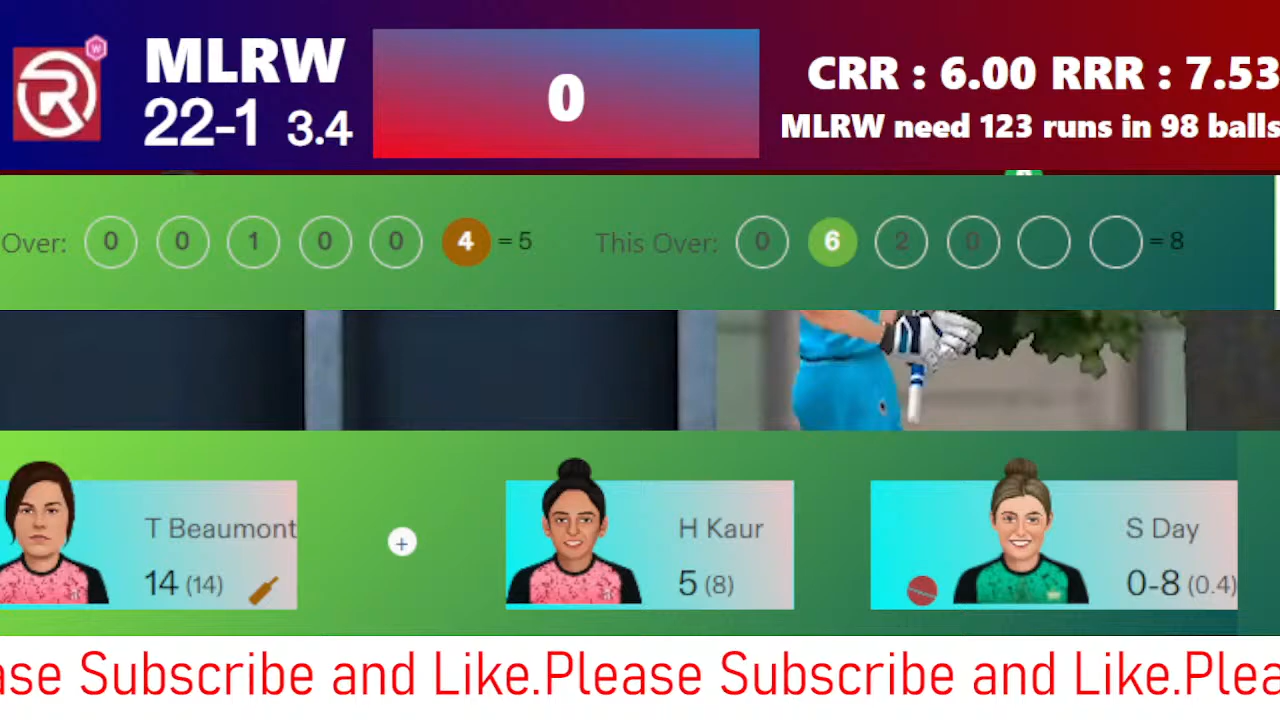 MLRW
22-1 3.4
0
CRR : 6.00 RRR : 7.53
MLRW need 123 runs in 98 balls
Over: 0 0 1 0 0 4 = 5
This Over: 0 6 2 0 = 8
T Beaumont
14 (14)
+
H Kaur
5 (8)
S Day
0-8 (0.4)
ase Subscribe and Like.Please Subscribe and Like.Plea